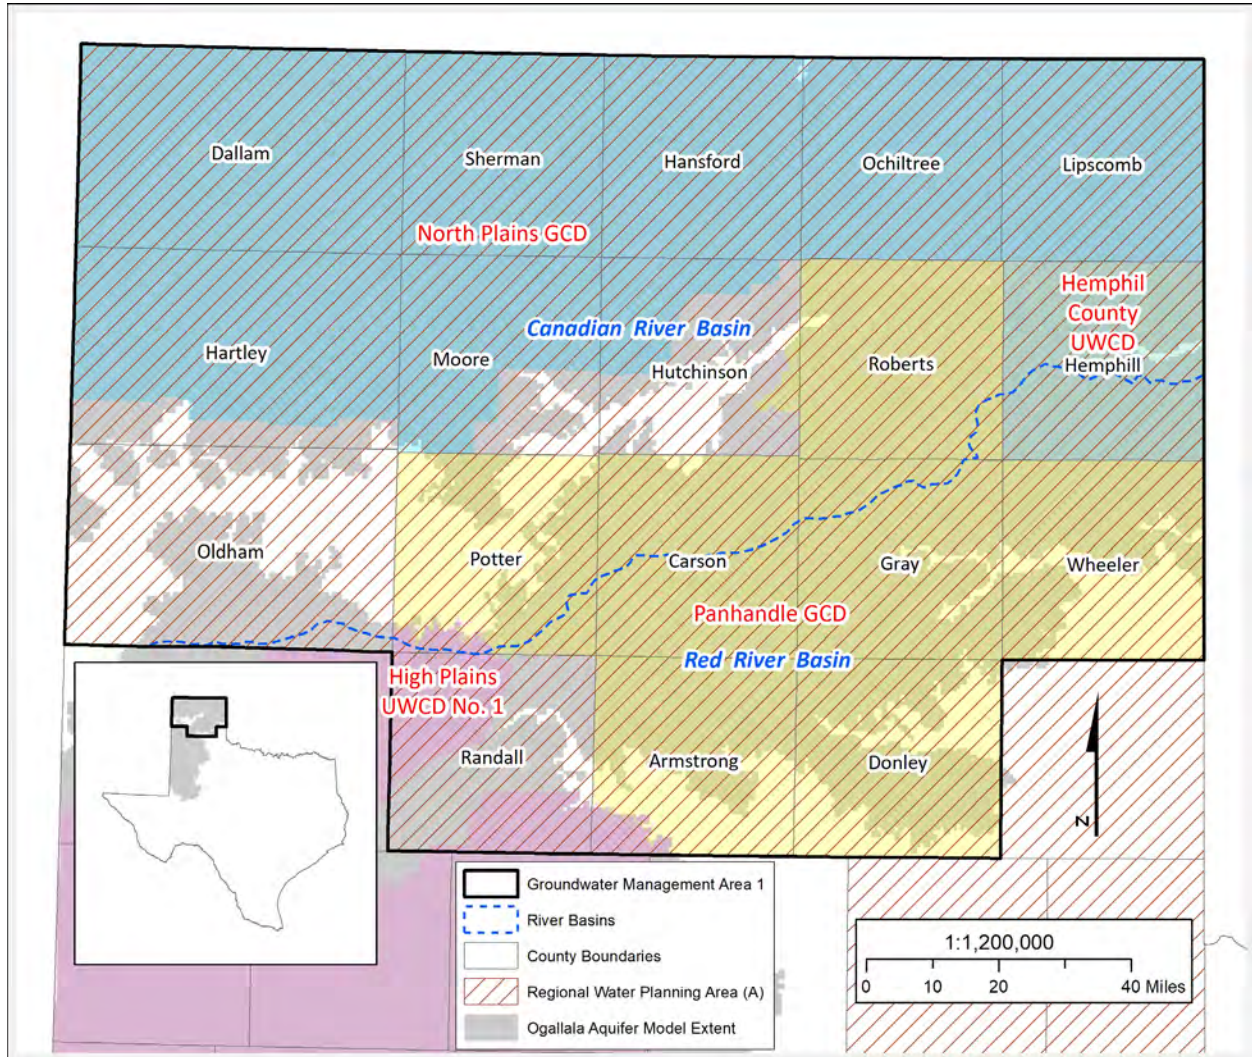 Dallam
Sherman
Hansford
Ochiltree
Lipscomb
North Plains GCD
Hemphil
County
UWCD
Hemphill
Canadian River Basin
Hartley
Moore
Hutchinson
Roberts
Oldham
Potter
Carson
Gray
Wheeler
Panhandle GCD
Red River Basin
High Plains
UWCD No. 1
Randall
Armstrong
Donley
N
Groundwater Management Area 1
River Basins
County Boundaries
Regional Water Planning Area (A)
Ogallala Aquifer Model Extent
1:1,200,000
0 10 20 40 Miles